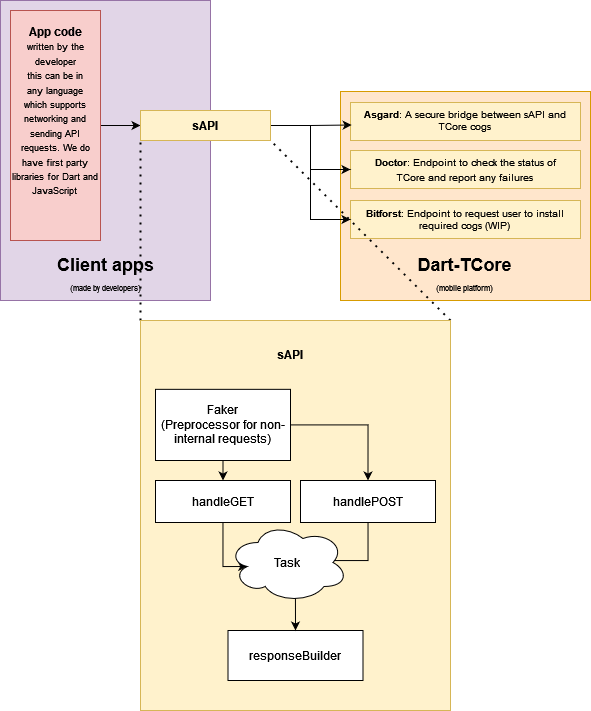 App code
written by the
developer
this can be in
any language
which supports
networking and
sending API
requests. We do
have first party
libraries for Dart and
JavaScript
Client apps
(made by developers)
sAPI
Asgard: A secure bridge between sAPI and
TCore cogs
Doctor: Endpoint to check the status of
TCore and report any failures
Bitforst: Endpoint to request user to install
required cogs (WIP)
Dart-TCore
(mobile platform)
sAPI
Faker
(Preprocessor for non-
internal requests)
handleGET
handlePOST
Task
responseBuilder